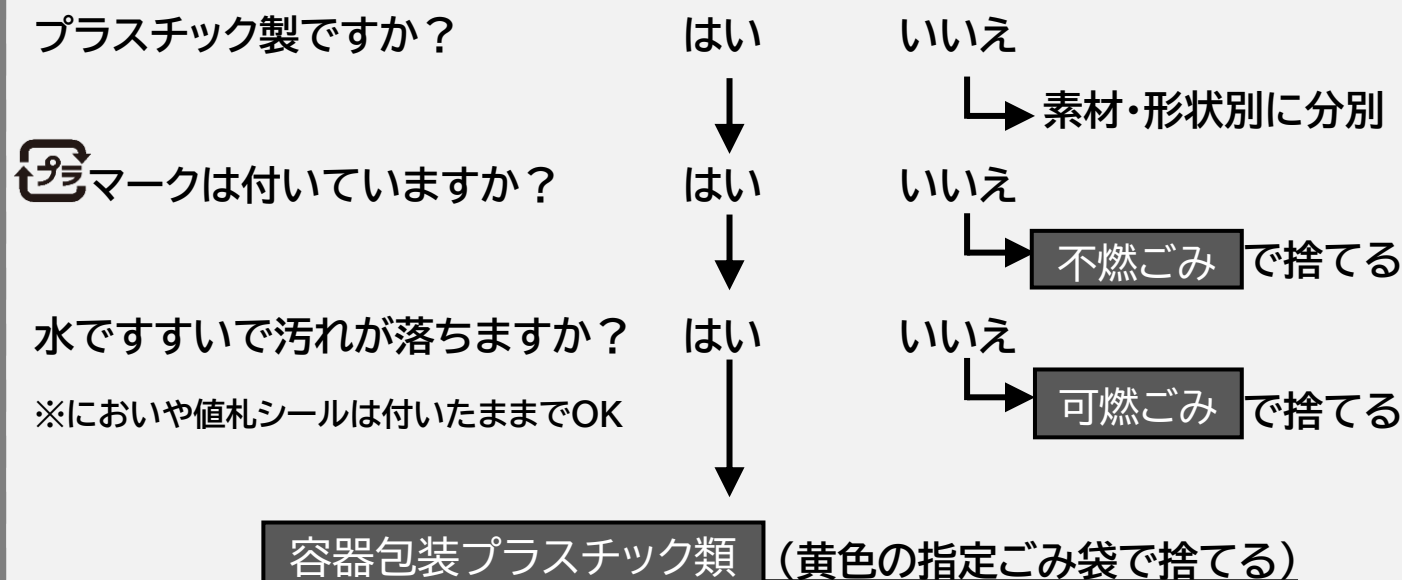 プラスチック製ですか？ はい いいえ
素材・形状別に分別
プラマークは付いていますか？ はい いいえ
不燃ごみ で捨てる
水ですすいで汚れが落ちますか？ はい いいえ
※においや値札シールは付いたままでOK
可燃ごみ で捨てる
容器包装プラスチック類 （黄色の指定ごみ袋で捨てる）